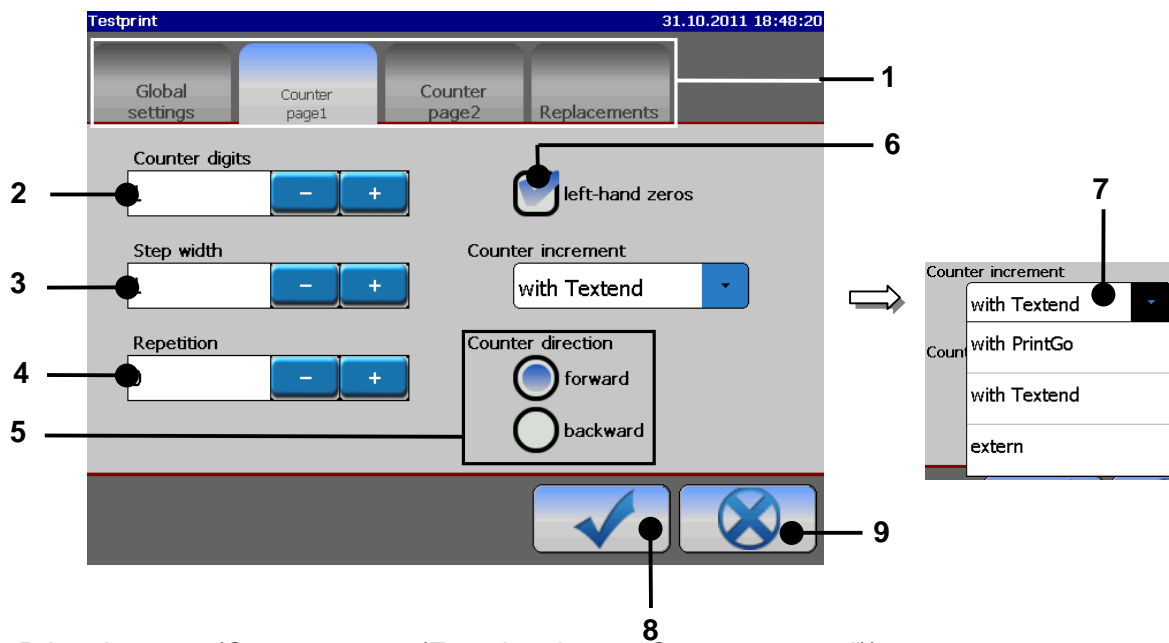 Testprint 31.10.2011 18:48:20
1
Global settings
Counter page1
Counter page2
Replacements
6
Counter digits
left-hand zeros
2
- +
7
Step width
Counter increment
3
- +
with Textend
Counter increment
with Textend
Repetition
Counter direction
4
- +
forward
with PrintGo
5
backward
with Textend
extern
9
8